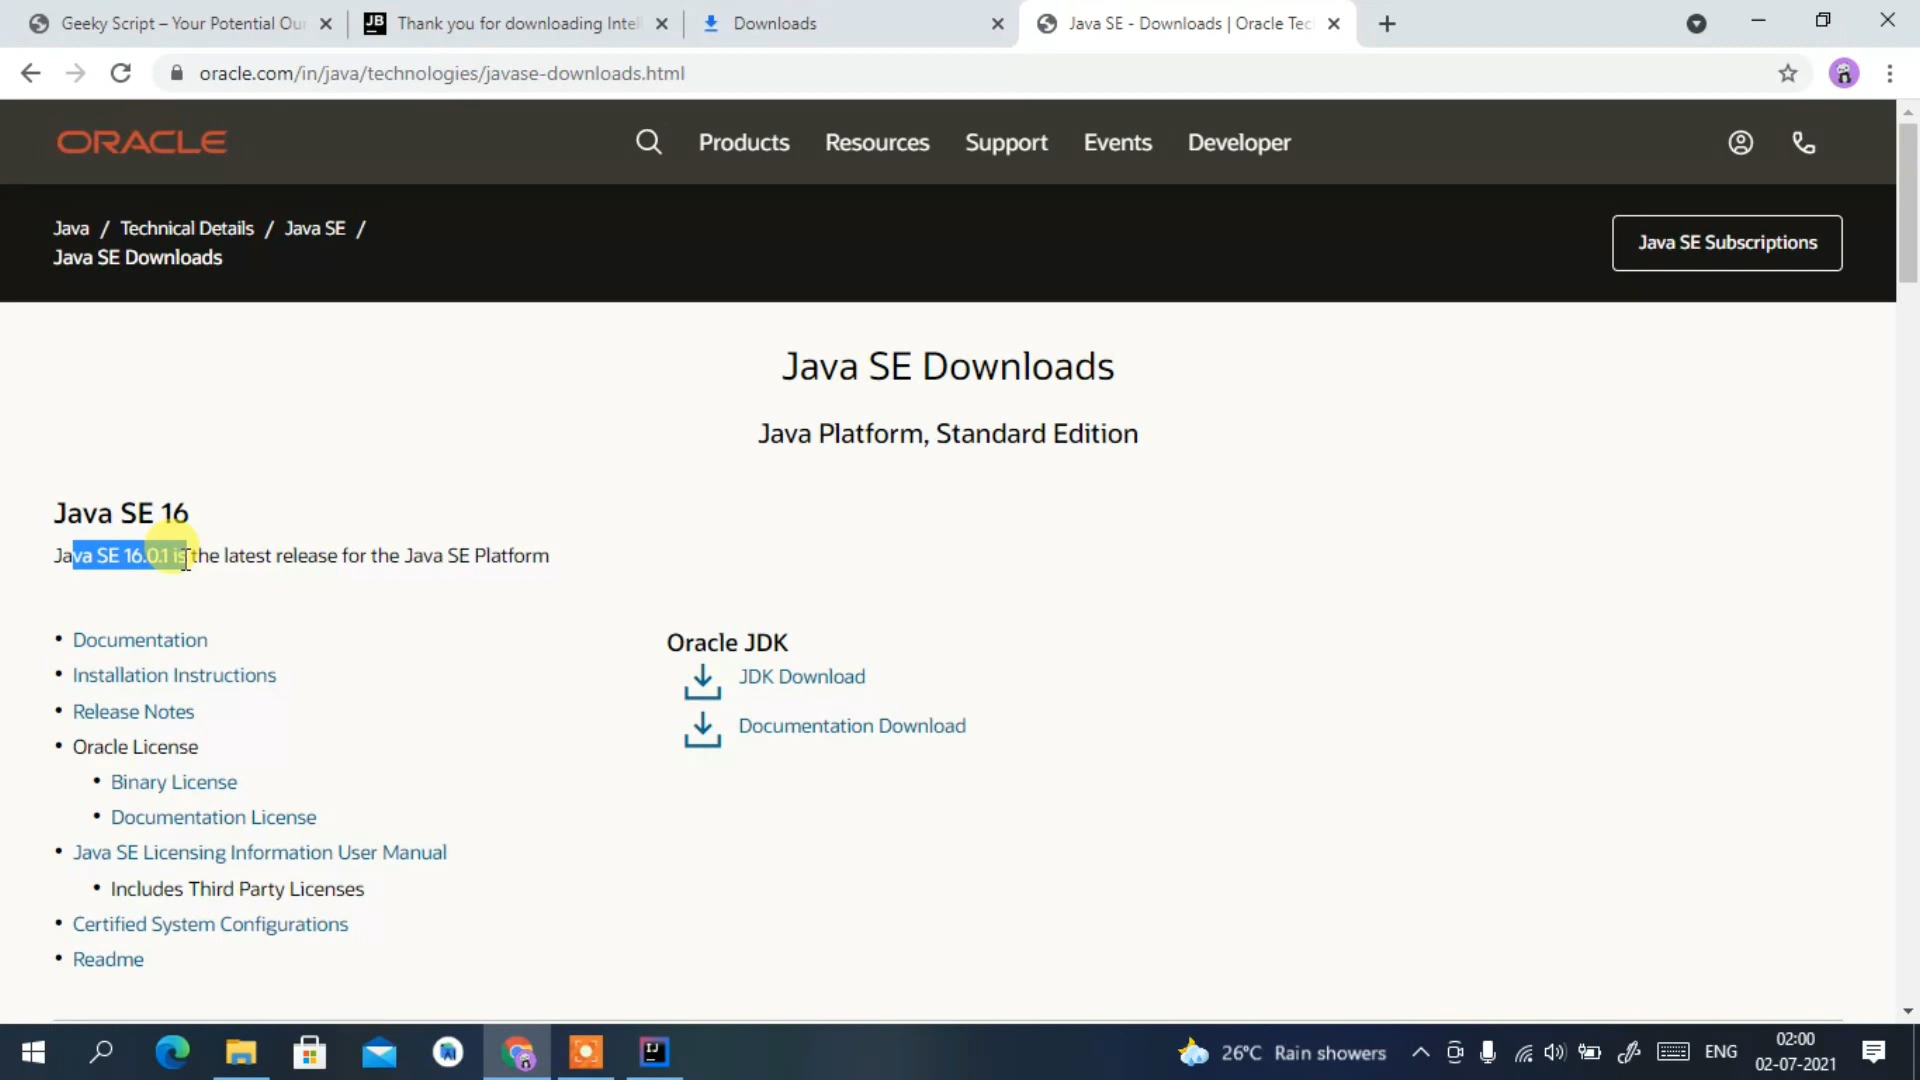 Geeky Script – Your Potential Our
Thank you for downloading Intell
Downloads
Java SE - Downloads | Oracle Tec
oracle.com/in/java/technologies/javase-downloads.html
ORACLE
Products
Resources
Support
Events
Developer
Java / Technical Details / Java SE /
Java SE Downloads
Java SE Subscriptions
Java SE Downloads
Java Platform, Standard Edition
Java SE 16
Java SE 16.0.1 is the latest release for the Java SE Platform
• Documentation
• Installation Instructions
• Release Notes
• Oracle License
• Binary License
• Documentation License
• Java SE Licensing Information User Manual
• Includes Third Party Licenses
• Certified System Configurations
• Readme
Oracle JDK
JDK Download
Documentation Download
26°C Rain showers
ENG
02:00
02-07-2021